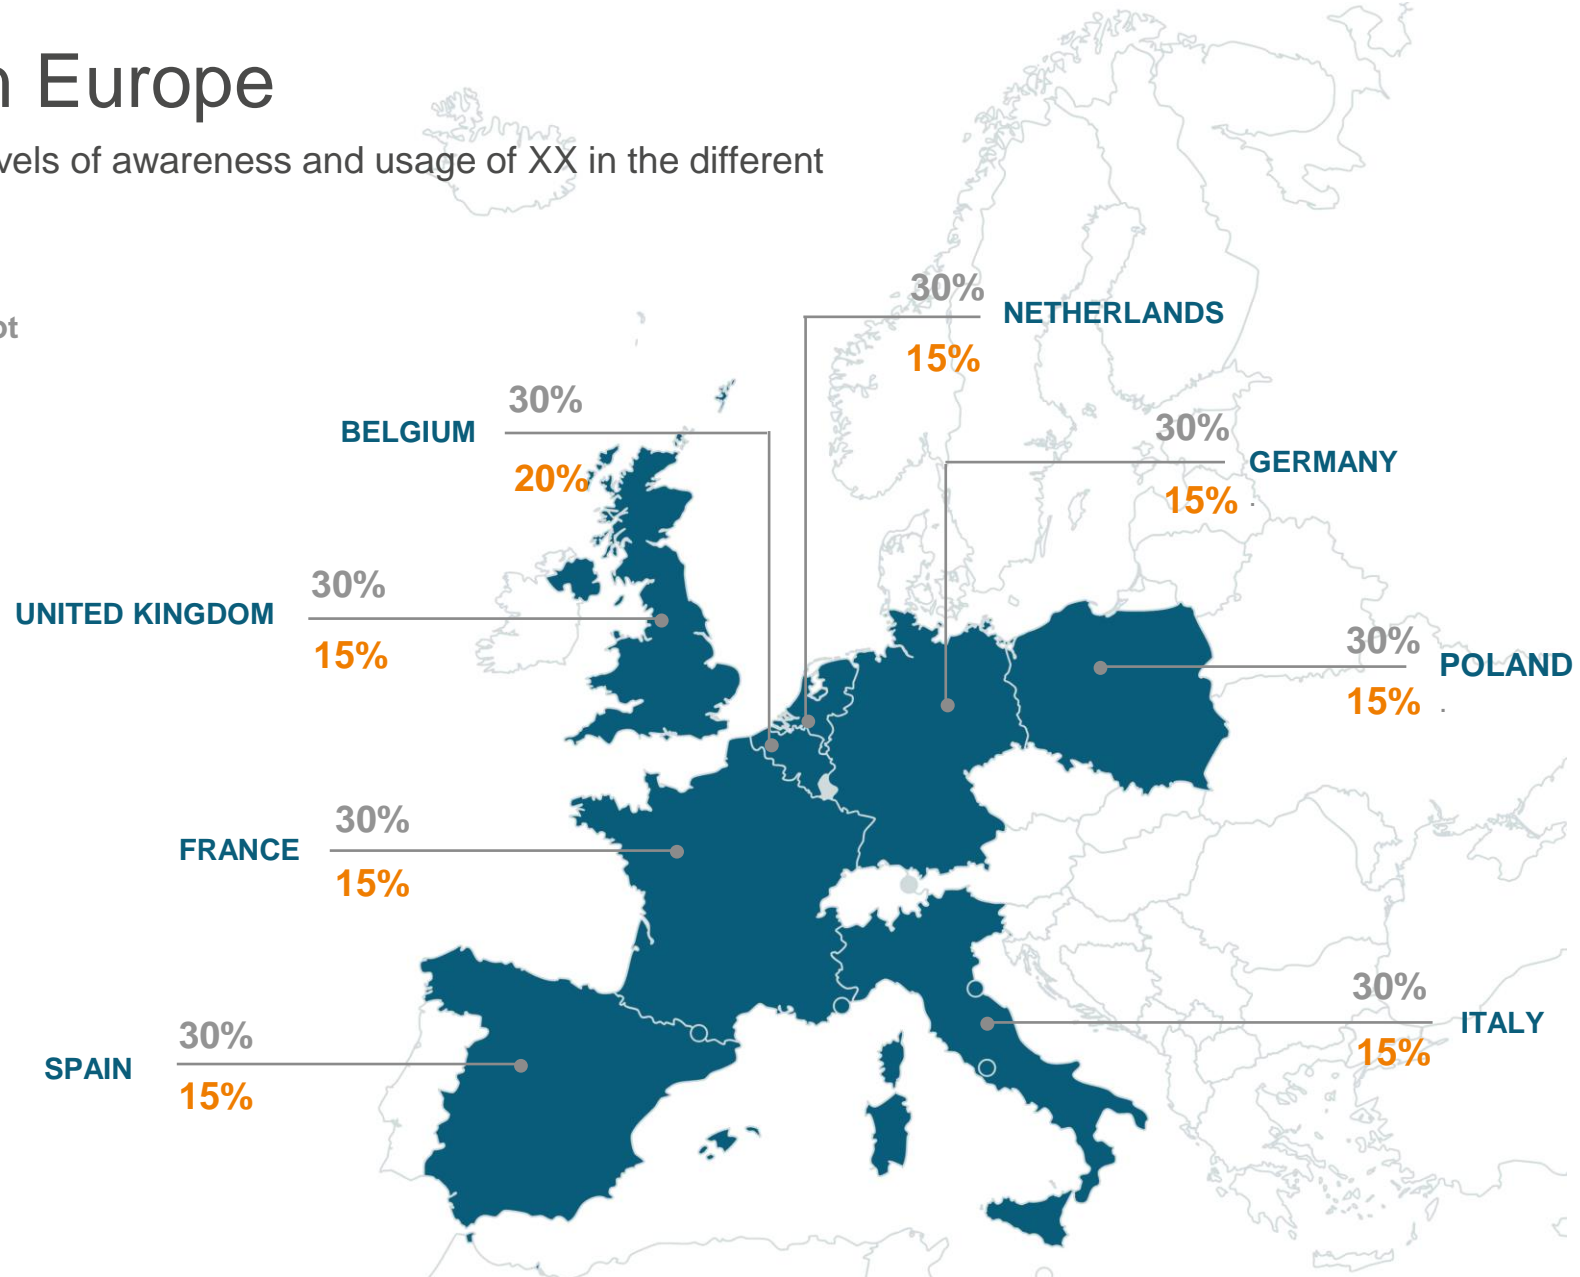 n Europe
vels of awareness and usage of XX in the different
pt
30%
NETHERLANDS
15%
30%
BELGIUM
20%
30%
GERMANY
15% .
30%
UNITED KINGDOM
15%
30%
POLAND
15% .
30%
FRANCE
15%
30%
ITALY
15%
30%
SPAIN
15%